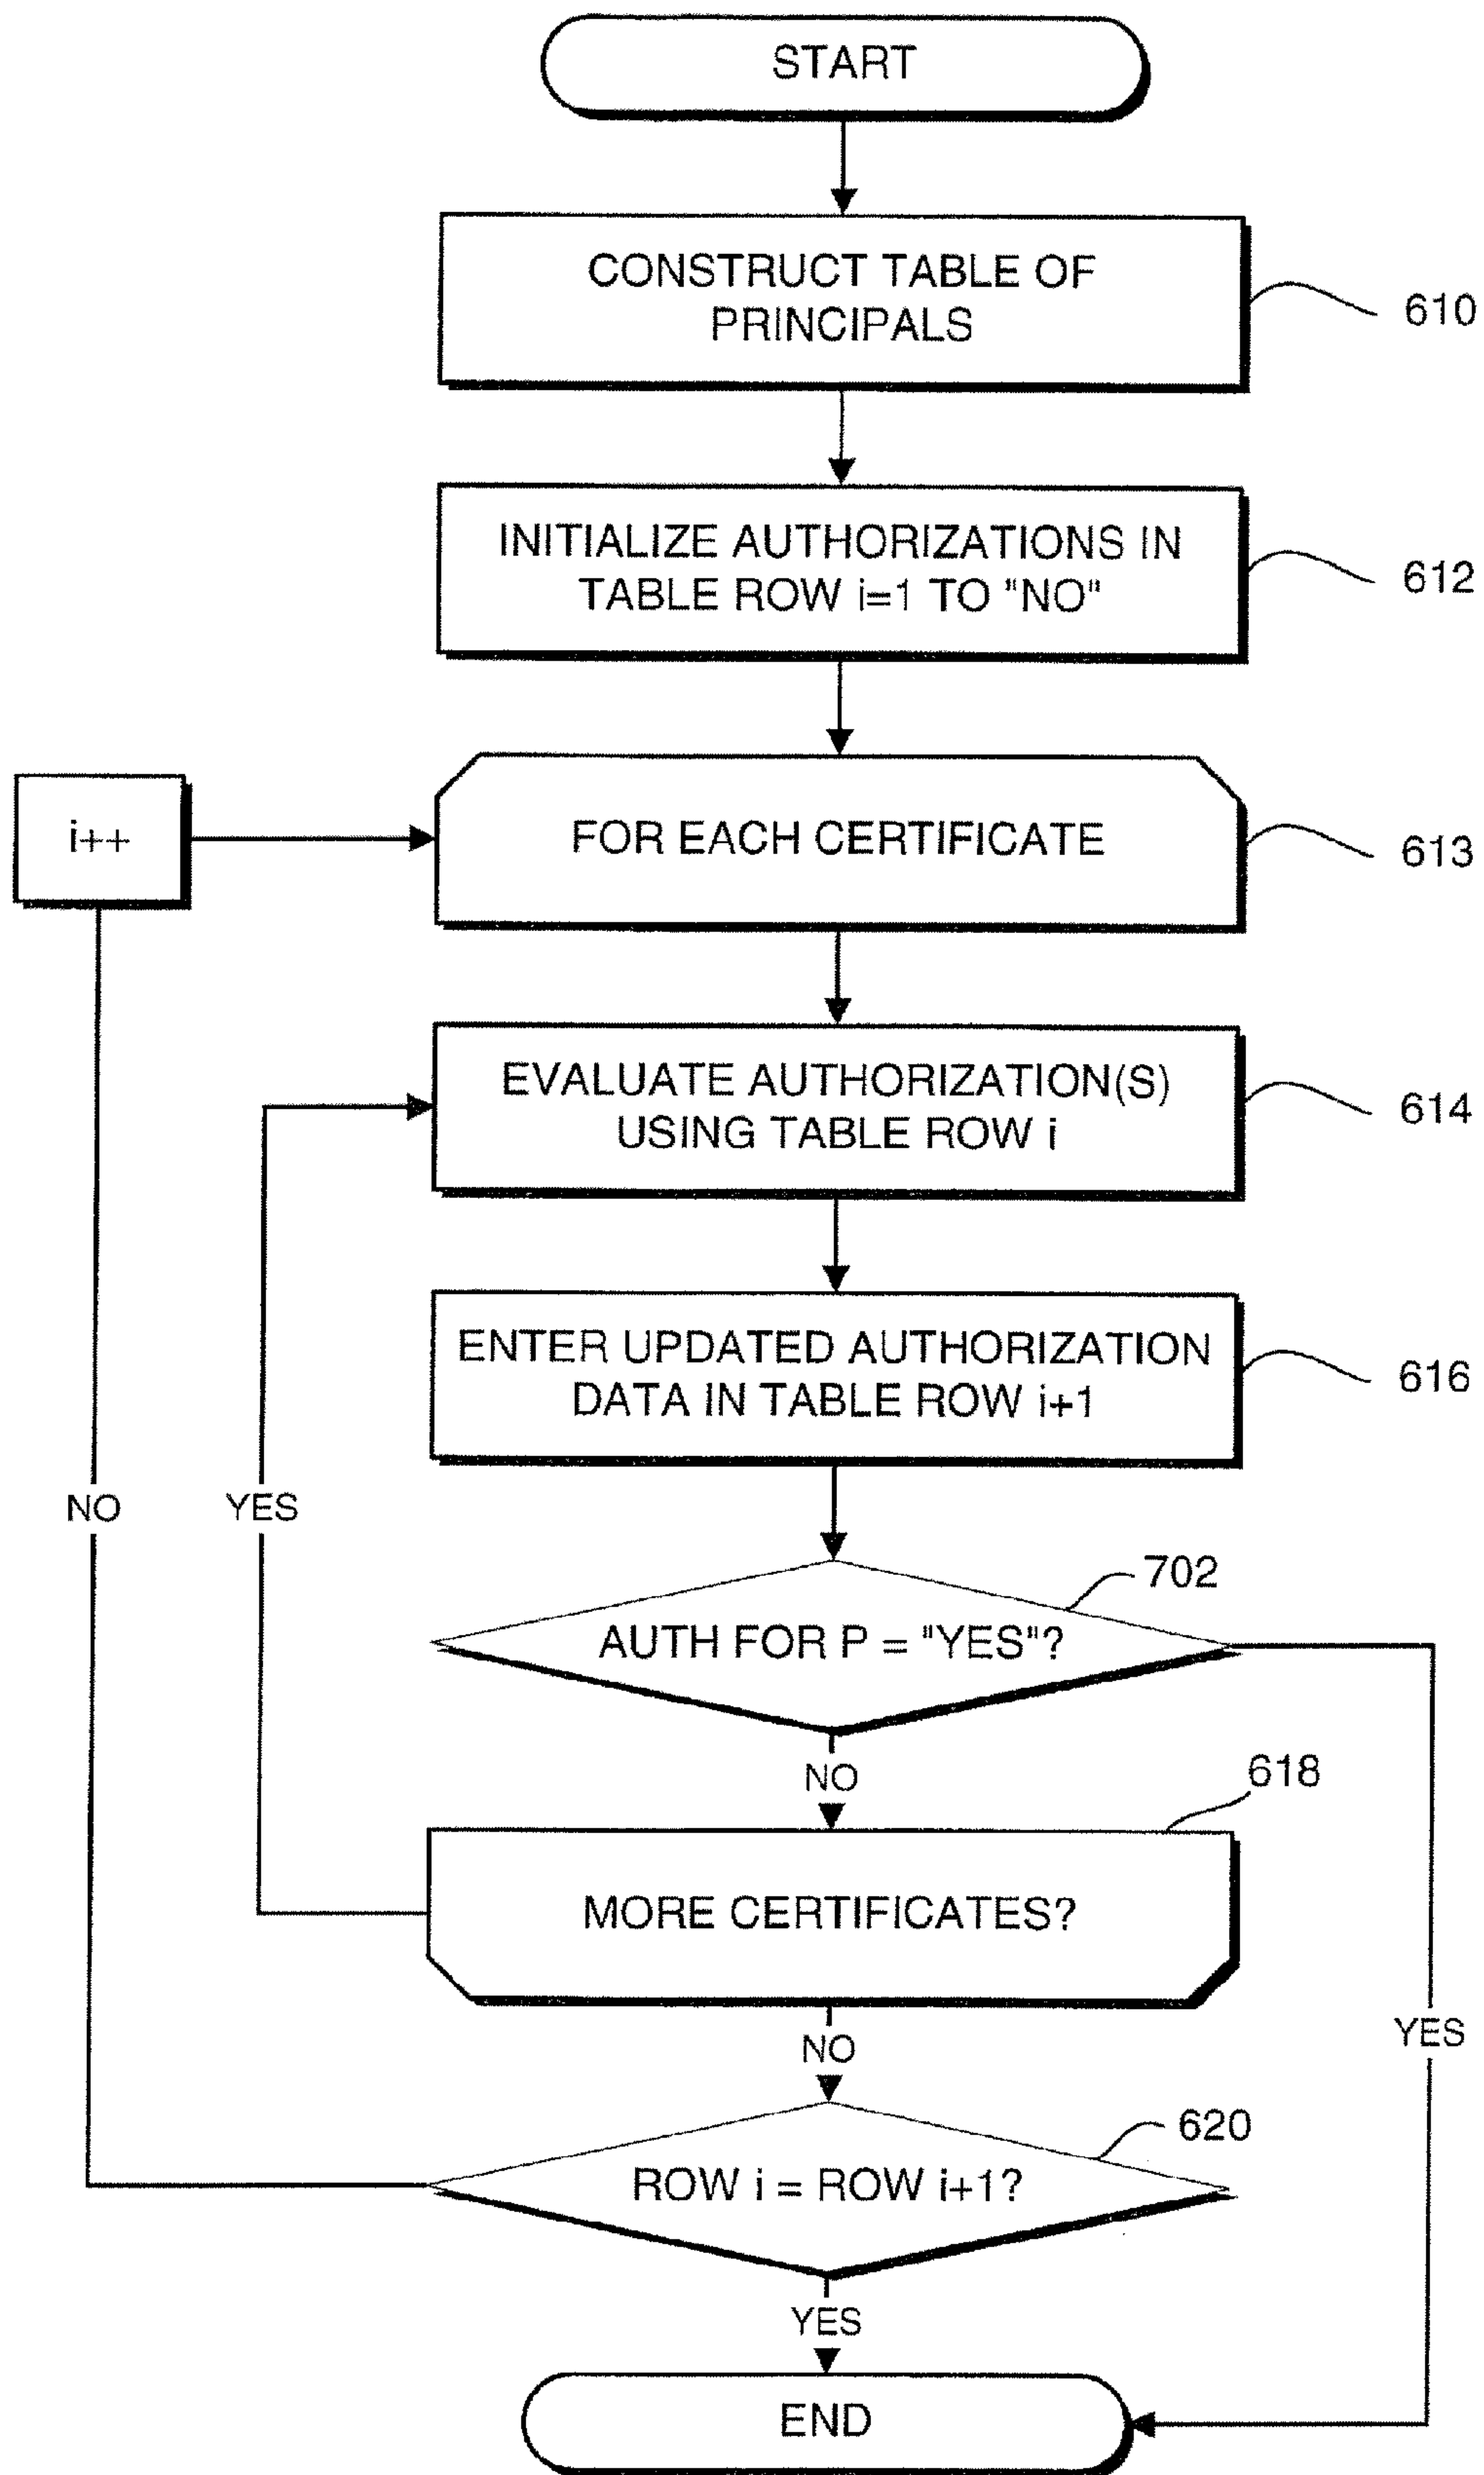 START
CONSTRUCT TABLE OF
PRINCIPALS
610
INITIALIZE AUTHORIZATIONS IN
TABLE ROW i=1 TO "NO"
612
i++
FOR EACH CERTIFICATE
613
EVALUATE AUTHORIZATION(S)
USING TABLE ROW i
614
ENTER UPDATED AUTHORIZATION
DATA IN TABLE ROW i+1
616
NO
YES
702
AUTH FOR P = "YES"?
NO
618
MORE CERTIFICATES?
YES
NO
620
ROW i = ROW i+1?
YES
END